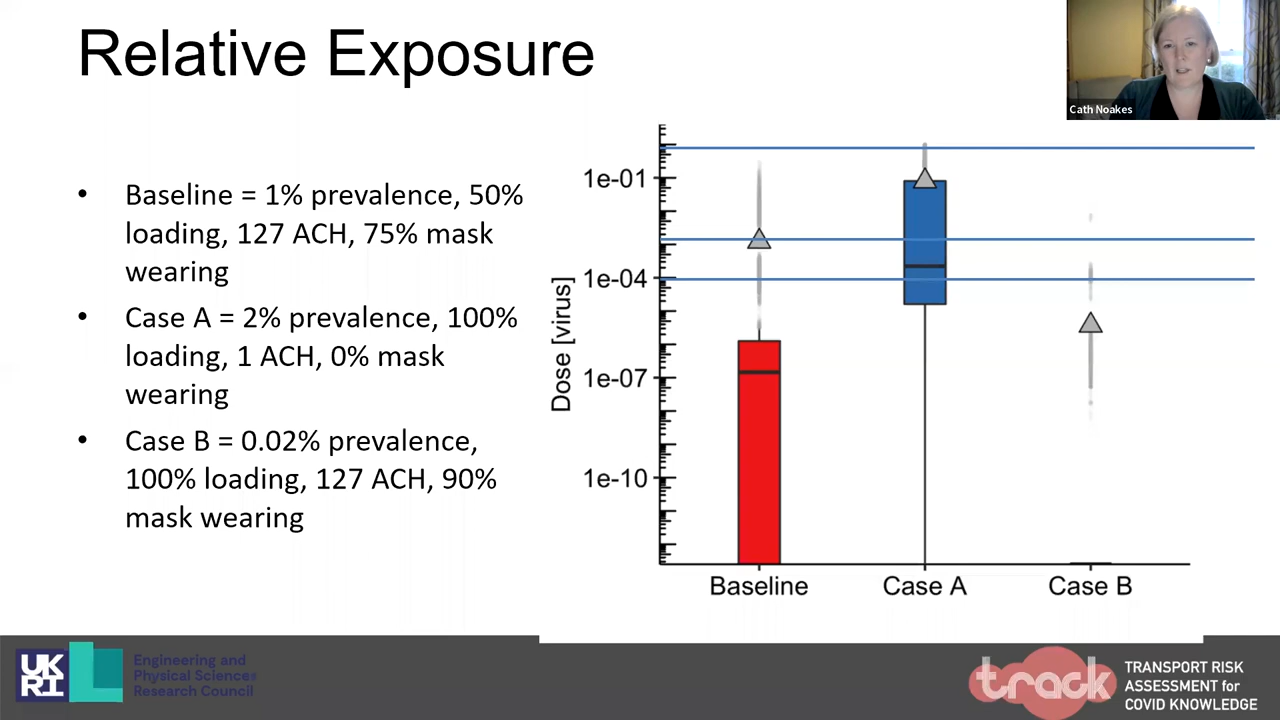 Relative Exposure
Cath Noakes
• Baseline = 1% prevalence, 50%
loading, 127 ACH, 75% mask
wearing
• Case A = 2% prevalence, 100%
loading, 1 ACH, 0% mask
wearing
• Case B = 0.02% prevalence,
100% loading, 127 ACH, 90%
mask wearing
Dose [virus]
1e-01
1e-04
1e-07
1e-10
Baseline
Case A
Case B
UK
RI
Engineering and
Physical Sciences
Research Council
track
TRANSPORT RISK
ASSESSMENT for
COVID KNOWLEDGE